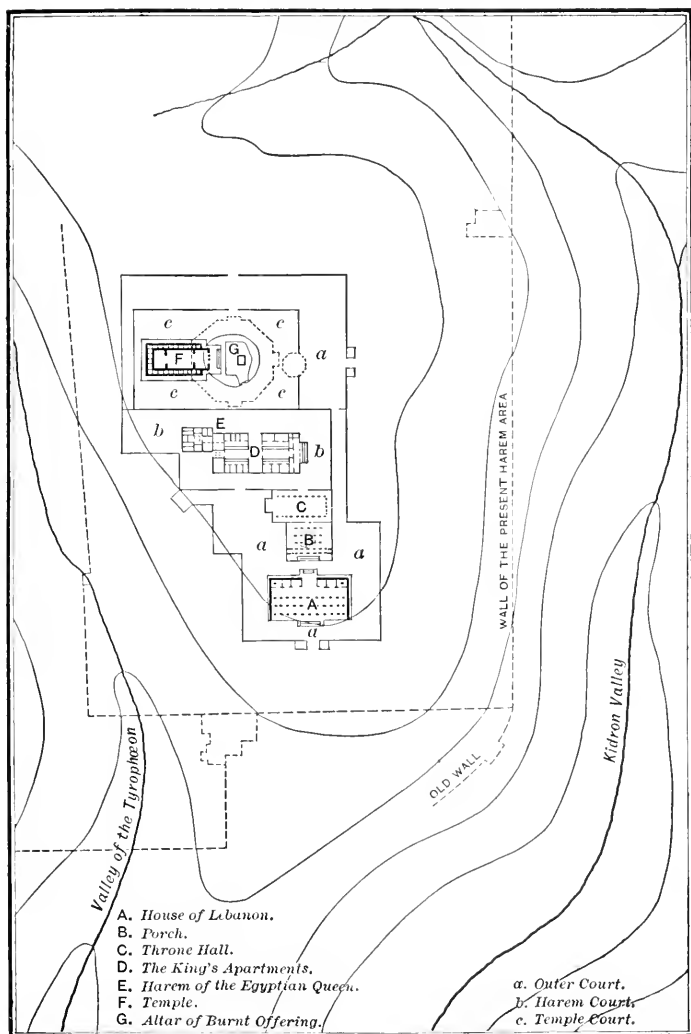 c c
F G a
c c
b E
D b
C
B
a a
A
a
WALL OF THE PRESENT HAREM AREA
OLD WALL
Kidron Valley
Valley of the Tyrophœon
A. House of Lebanon.
B. Porch.
C. Throne Hall.
D. The King's Apartments.
E. Harem of the Egyptian Queen.
F. Temple.
G. Altar of Burnt Offering.
a. Outer Court.
b. Harem Court.
c. Temple Court.